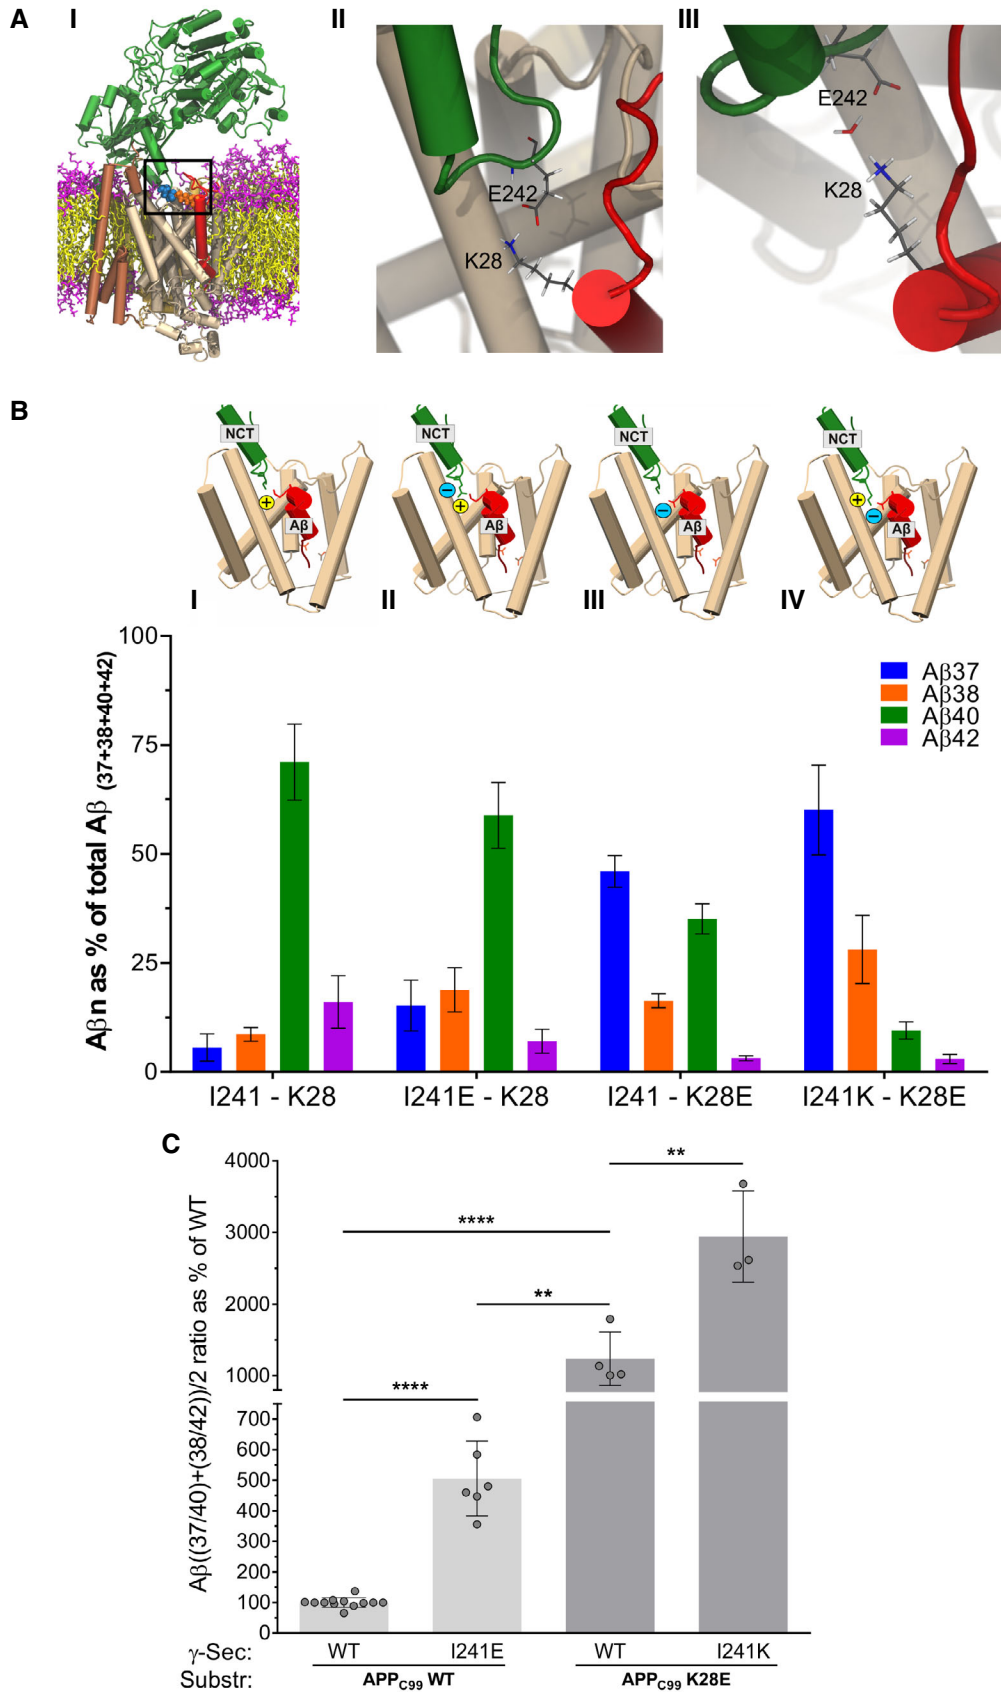 A I II III
E242
K28
E242
K28
B
NCT Aβ
NCT Aβ
NCT Aβ
NCT Aβ
+
− +
−
+ −
I II III IV
Aβn as % of total Aβ (37+38+40+42)
100
75
50
25
0
Aβ37
Aβ38
Aβ40
Aβ42
I241 - K28 I241E - K28 I241 - K28E I241K - K28E
C
Aβ((37/40)+(38/42))/2 ratio as % of WT
4000
3000
2000
1000
700
600
500
400
300
200
100
0
**
****
**
****
γ-Sec: WT I241E WT I241K
Substr: APPC99 WT APPC99 K28E